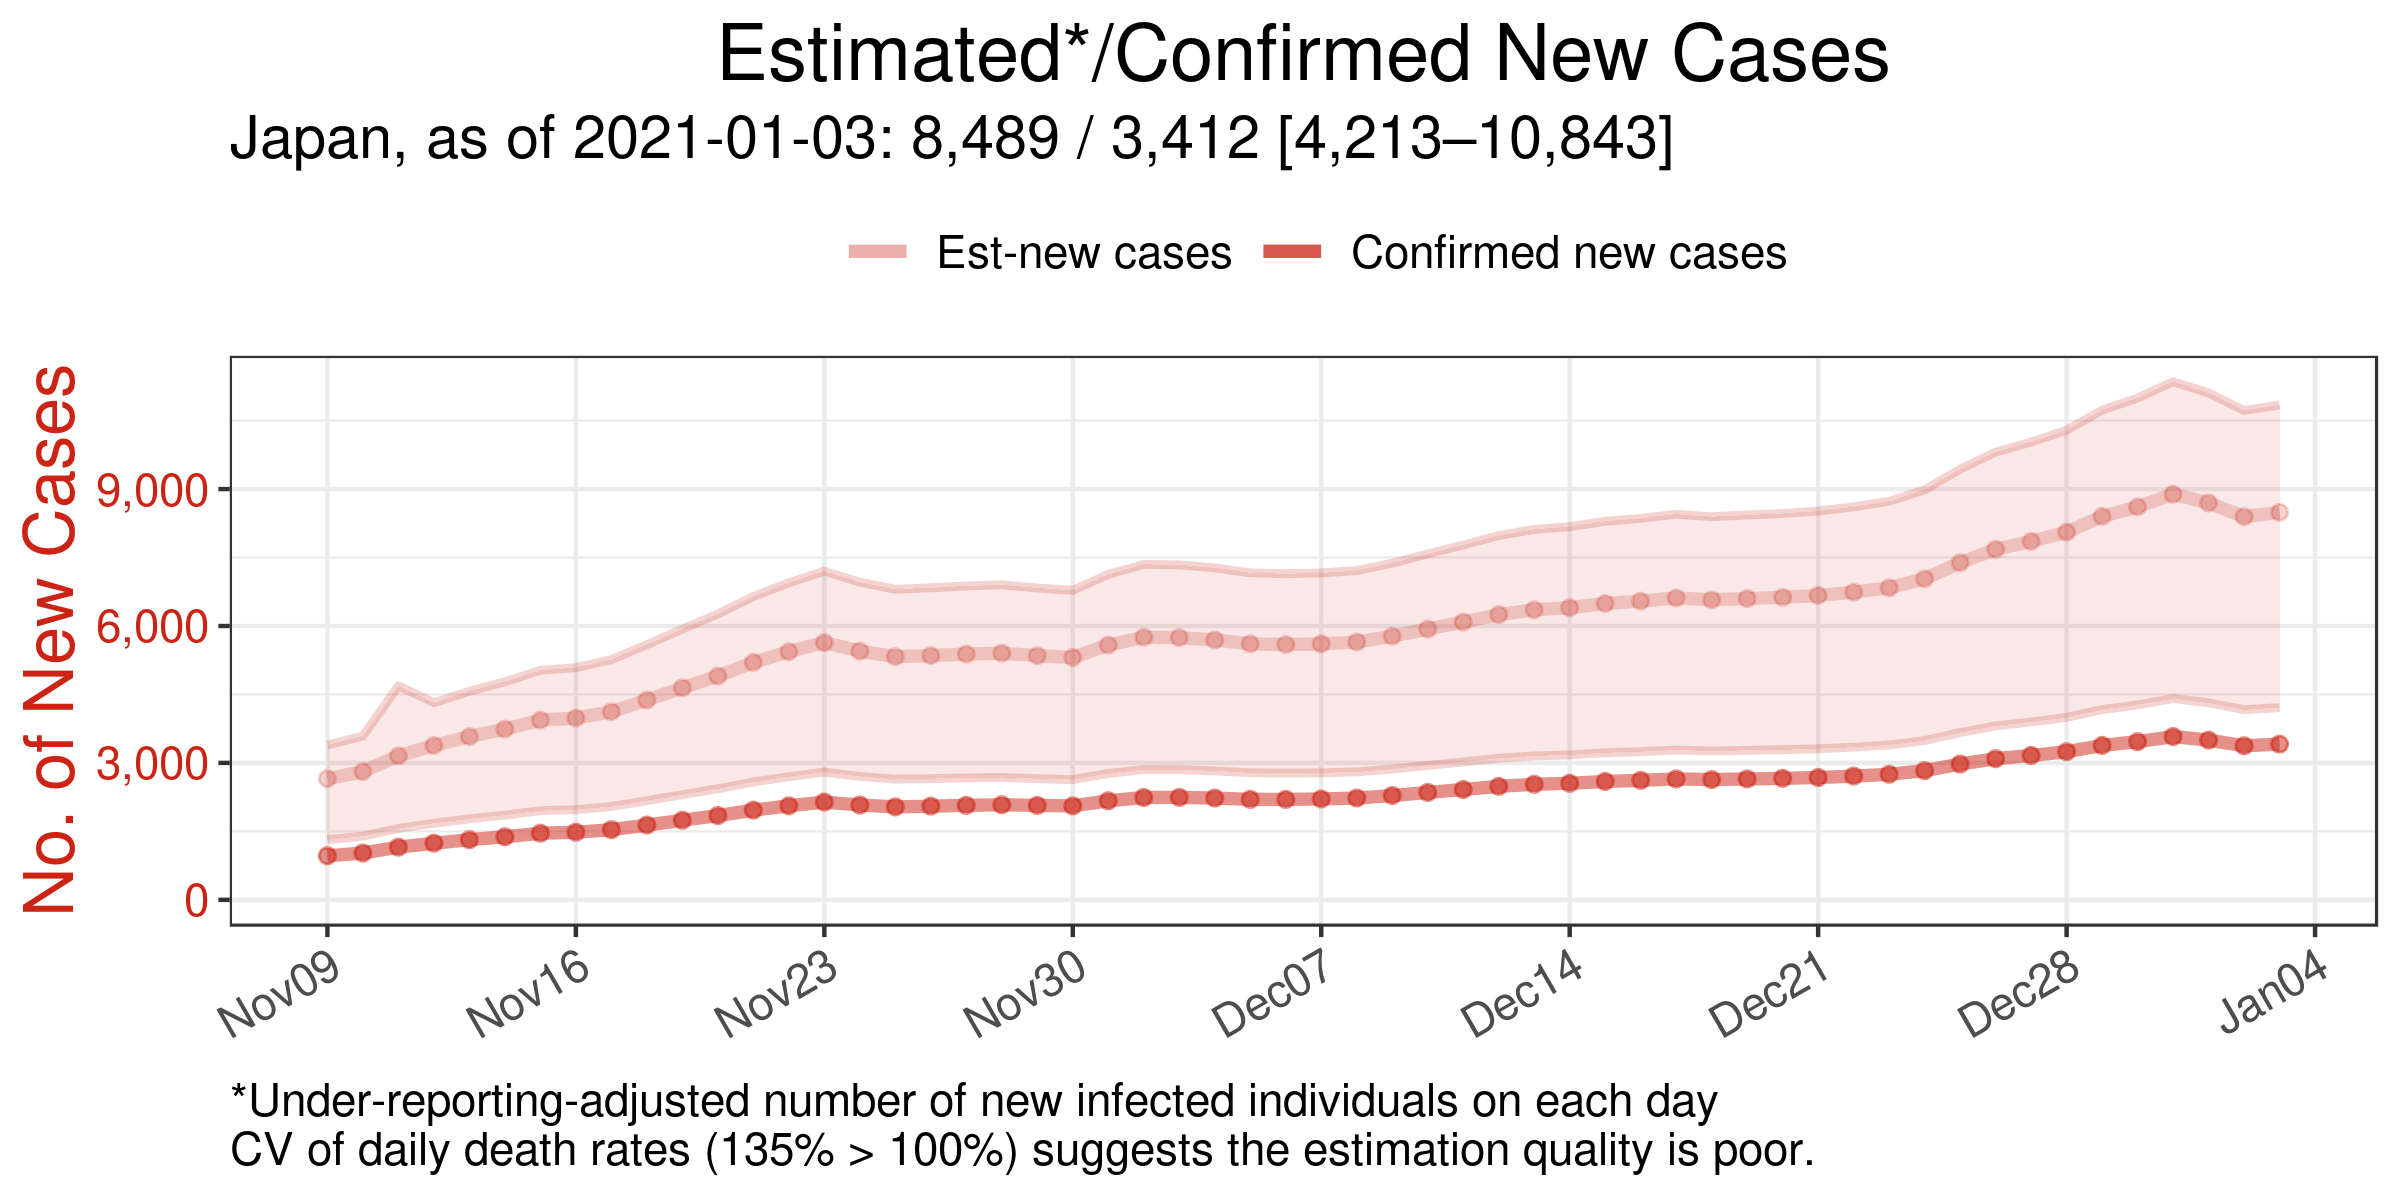 Estimated*/Confirmed New Cases
Japan, as of 2021-01-03: 8,489 / 3,412 [4,213–10,843]
Est-new cases
Confirmed new cases
No. of New Cases
9,000
6,000
3,000
0
Nov09
Nov16
Nov23
Nov30
Dec07
Dec14
Dec21
Dec28
Jan04
*Under-reporting-adjusted number of new infected individuals on each day
CV of daily death rates (135% > 100%) suggests the estimation quality is poor.